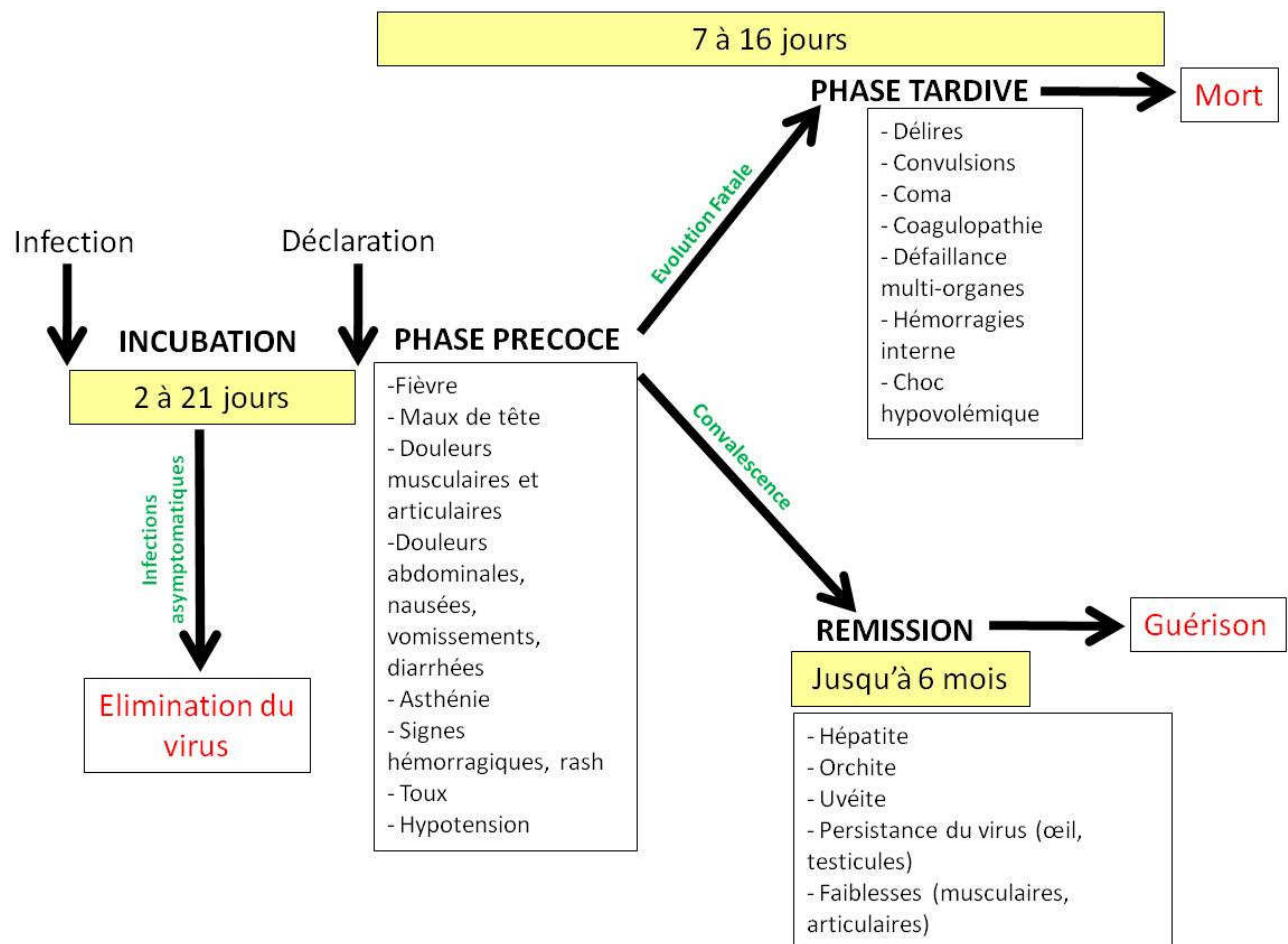 7 à 16 jours
PHASE TARDIVE
Mort
- Délires
- Convulsions
- Coma
- Coagulopathie
- Défaillance
multi-organes
- Hémorragies
interne
- Choc
hypovolémique
Evolution Fatale
Infection
Déclaration
INCUBATION
2 à 21 jours
Infections
asymptomatiques
Elimination du
virus
PHASE PRECOCE
-Fièvre
- Maux de tête
- Douleurs
musculaires et
articulaires
-Douleurs
abdominales,
nausées,
vomissements,
diarrhées
- Asthénie
- Signes
hémorragiques, rash
- Toux
- Hypotension
Convalescence
REMISSION
Guérison
Jusqu'à 6 mois
- Hépatite
- Orchite
- Uvéite
- Persistance du virus (œil,
testicules)
- Faiblesses (musculaires,
articulaires)